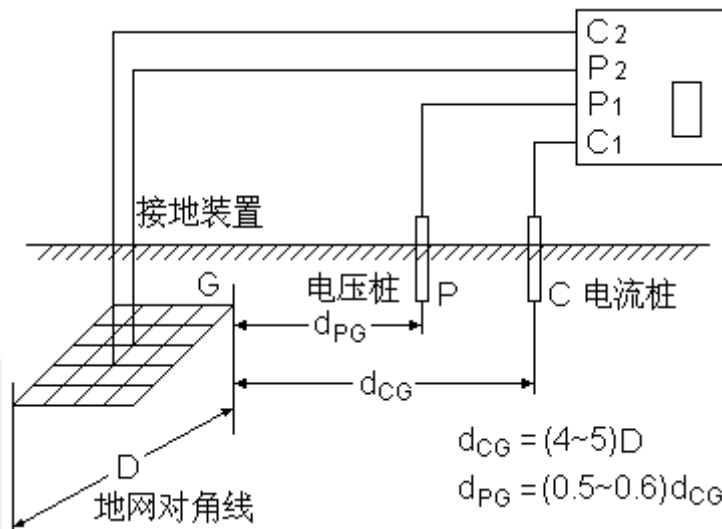 C2
P2
P1
C1
接地装置
G
电压桩
P
C
电流桩
dPG
dCG
D
地网对角线
dCG=(4~5)D
dPG=(0.5~0.6)dCG